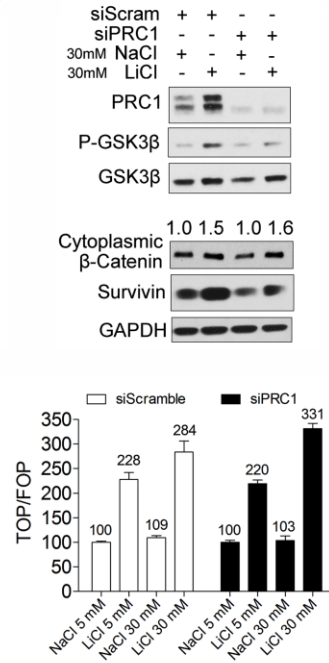 siScram + + - -
siPRC1 - - + +
30mM NaCl + - + -
30mM LiCl - + - +
PRC1
P-GSK3β
GSK3β
1.0 1.5 1.0 1.6
Cytoplasmic
β-Catenin
Survivin
GAPDH
siScramble siPRC1
TOP/FOP
350
300
250
200
150
100
50
0
100 228 109 284 100 220 103 331
NaCl 5 mM
LiCl 5 mM
NaCl 30 mM
LiCl 30 mM
NaCl 5 mM
LiCl 5 mM
NaCl 30 mM
LiCl 30 mM